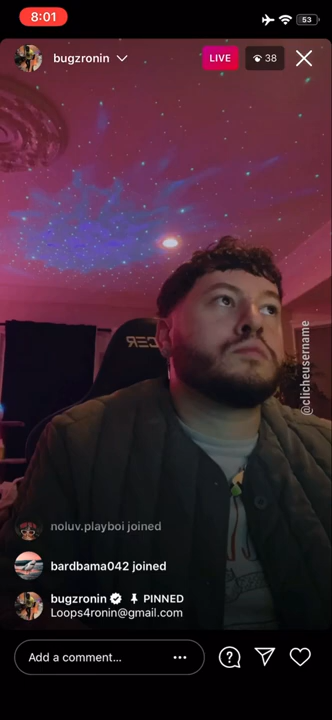 8:01
53
bugzronin
LIVE
38
ACER
@clicheusername
noluv.playboi joined
bardbama042 joined
bugzronin PINNED
Loops4ronin@gmail.com
Add a comment...